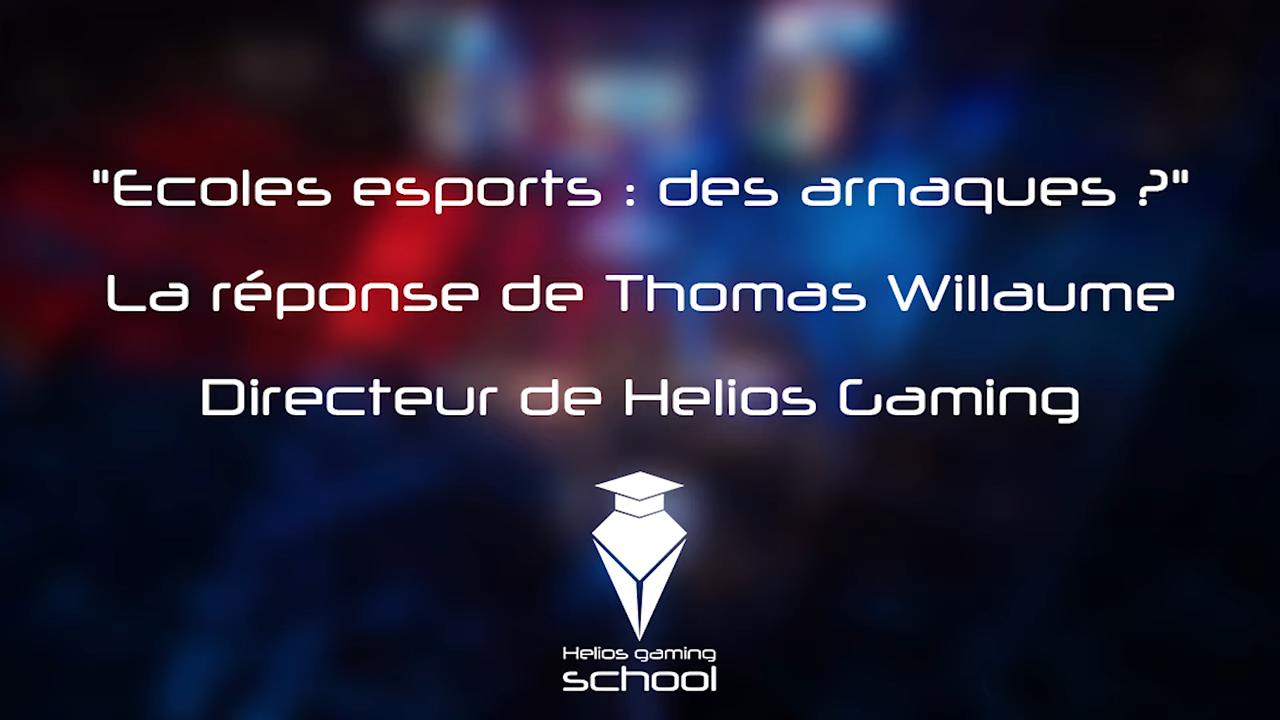 "Ecoles esports : des arnaques ?"
La réponse de Thomas Willaume
Directeur de Helios Gaming
Helios gaming
school